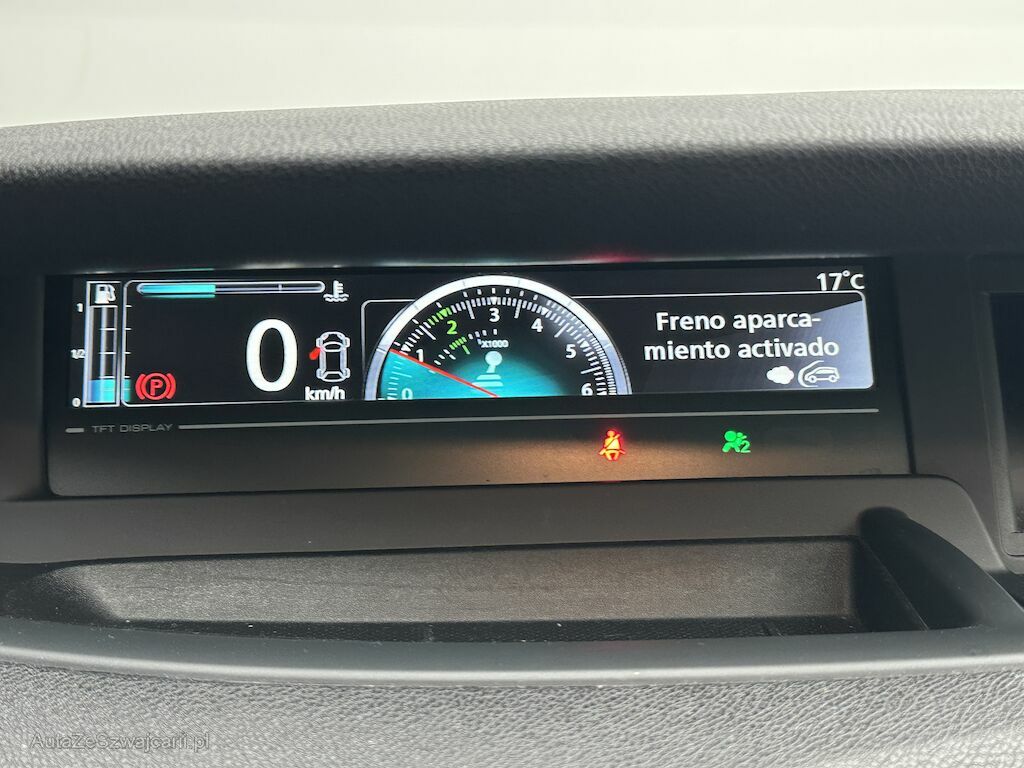 17°C
1
1/2
0
P
0
km/h
0
1
2
3
4
5
6
X1000
Freno aparca-
miento activado
TFT DISPLAY
2
AutaZeSzwajcarii.pl